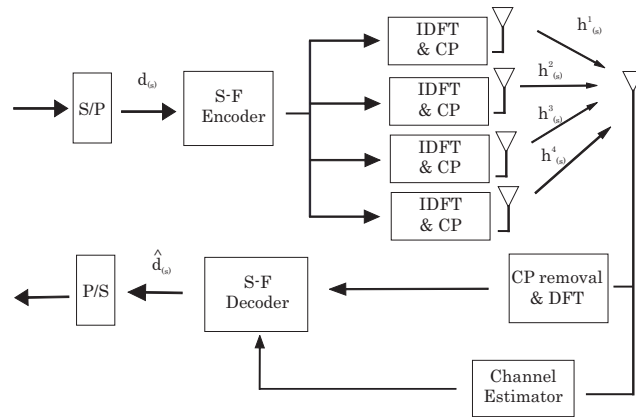 IDFT
& CP
h¹₍ₛ₎
S/P
d₍ₛ₎
S-F
Encoder
IDFT
& CP
h²₍ₛ₎
IDFT
& CP
h³₍ₛ₎
IDFT
& CP
h⁴₍ₛ₎
P/S
d̂₍ₛ₎
S-F
Decoder
CP removal
& DFT
Channel
Estimator